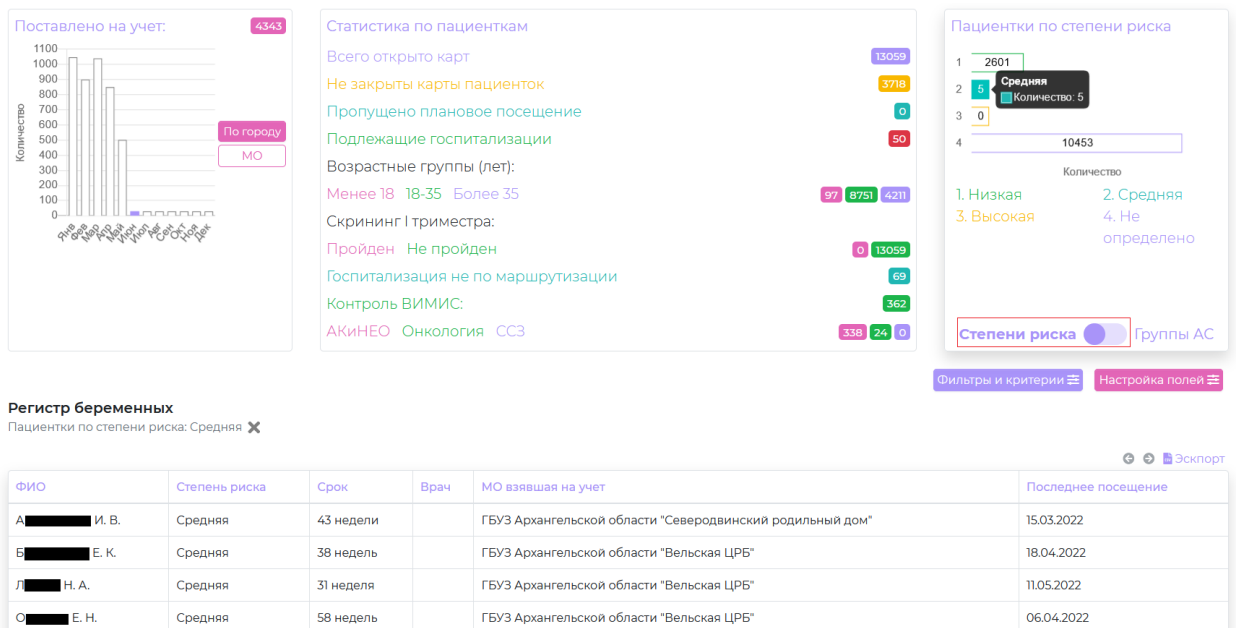 Поставлено на учет: 4343
Количество
1100
1000
900
800
700
600
500
400
300
200
100
0
Янв Фев Мар Апр Май Июн Июл Авг Сен Окт Ноя Дек
По городу
МО
Статистика по пациенткам
Всего открыто карт 13059
Не закрыты карты пациенток 3718
Пропущено плановое посещение 0
Подлежащие госпитализации 50
Возрастные группы (лет):
Менее 18 18-35 Более 35 97 8751 4211
Скрининг I триместра:
Пройден Не пройден 0 13059
Госпитализация не по маршрутизации 69
Контроль ВИМИС: 362
АКиНЕО Онкология ССЗ 338 24 0
Пациентки по степени риска
1 2601
2 5
Средняя
Количество: 5
3 0
4 10453
Количество
1. Низкая 2. Средняя
3. Высокая 4. Не
определено
Степени риска Группы АС
Фильтры и критерии Настройка полей
Регистр беременных
Пациентки по степени риска: Средняя
Эскпорт
ФИО Степень риска Срок Врач МО взявшая на учет Последнее посещение
А И. В. Средняя 43 недели ГБУЗ Архангельской области "Северодвинский родильный дом" 15.03.2022
Б Е. К. Средняя 38 недель ГБУЗ Архангельской области "Вельская ЦРБ" 18.04.2022
Л Н. А. Средняя 31 неделя ГБУЗ Архангельской области "Вельская ЦРБ" 11.05.2022
О Е. Н. Средняя 58 недель ГБУЗ Архангельской области "Вельская ЦРБ" 06.04.2022